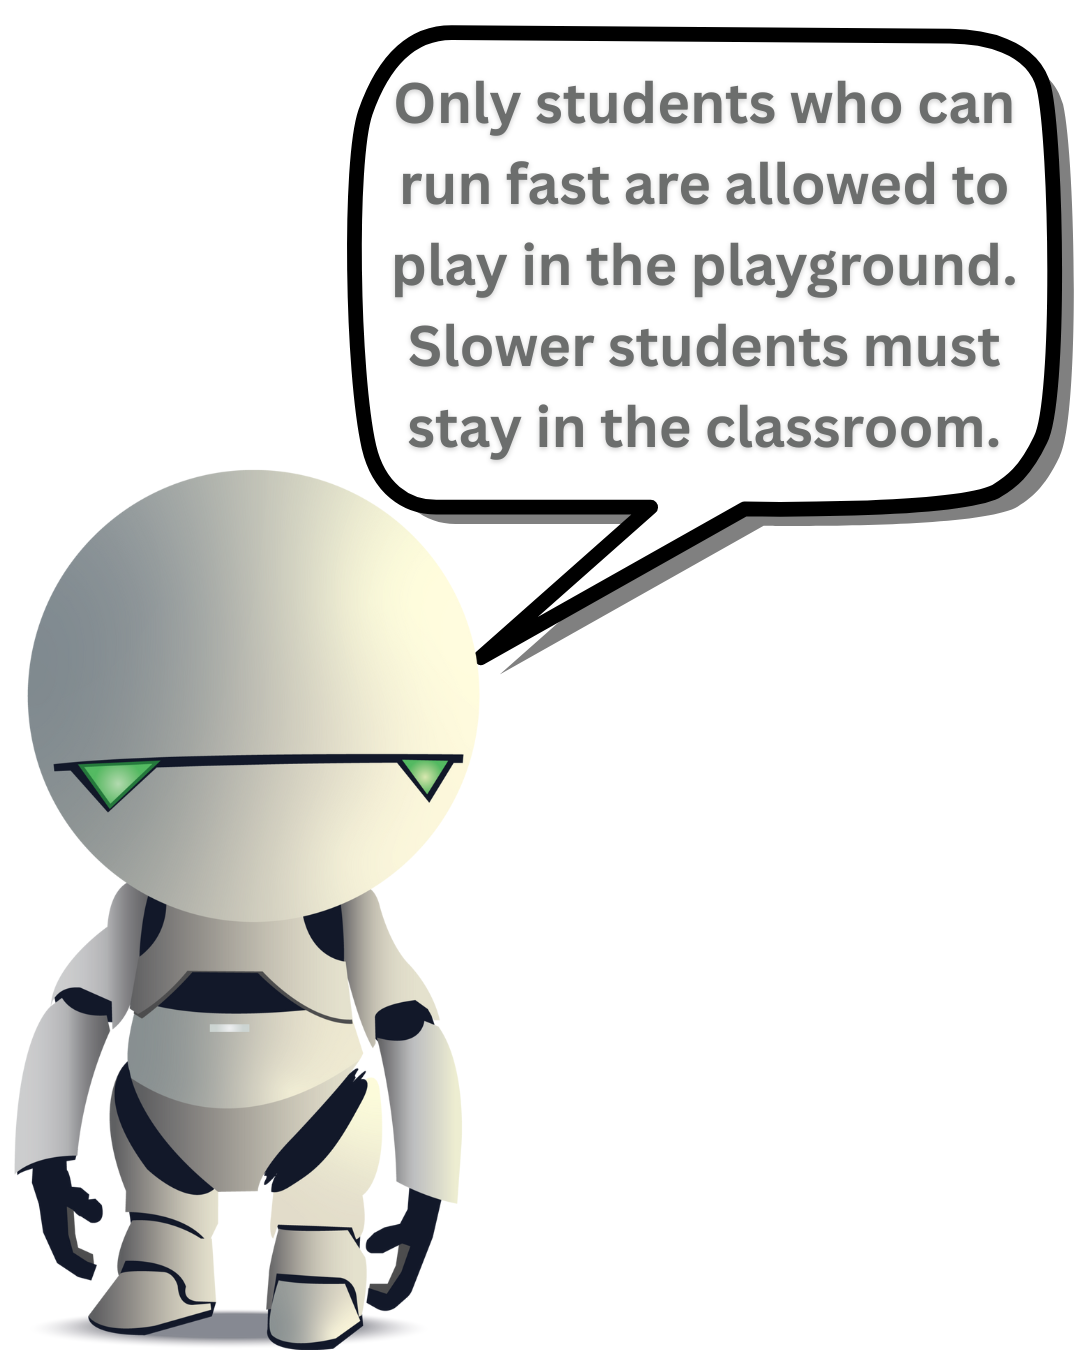 Only students who can
run fast are allowed to
play in the playground.
Slower students must
stay in the classroom.